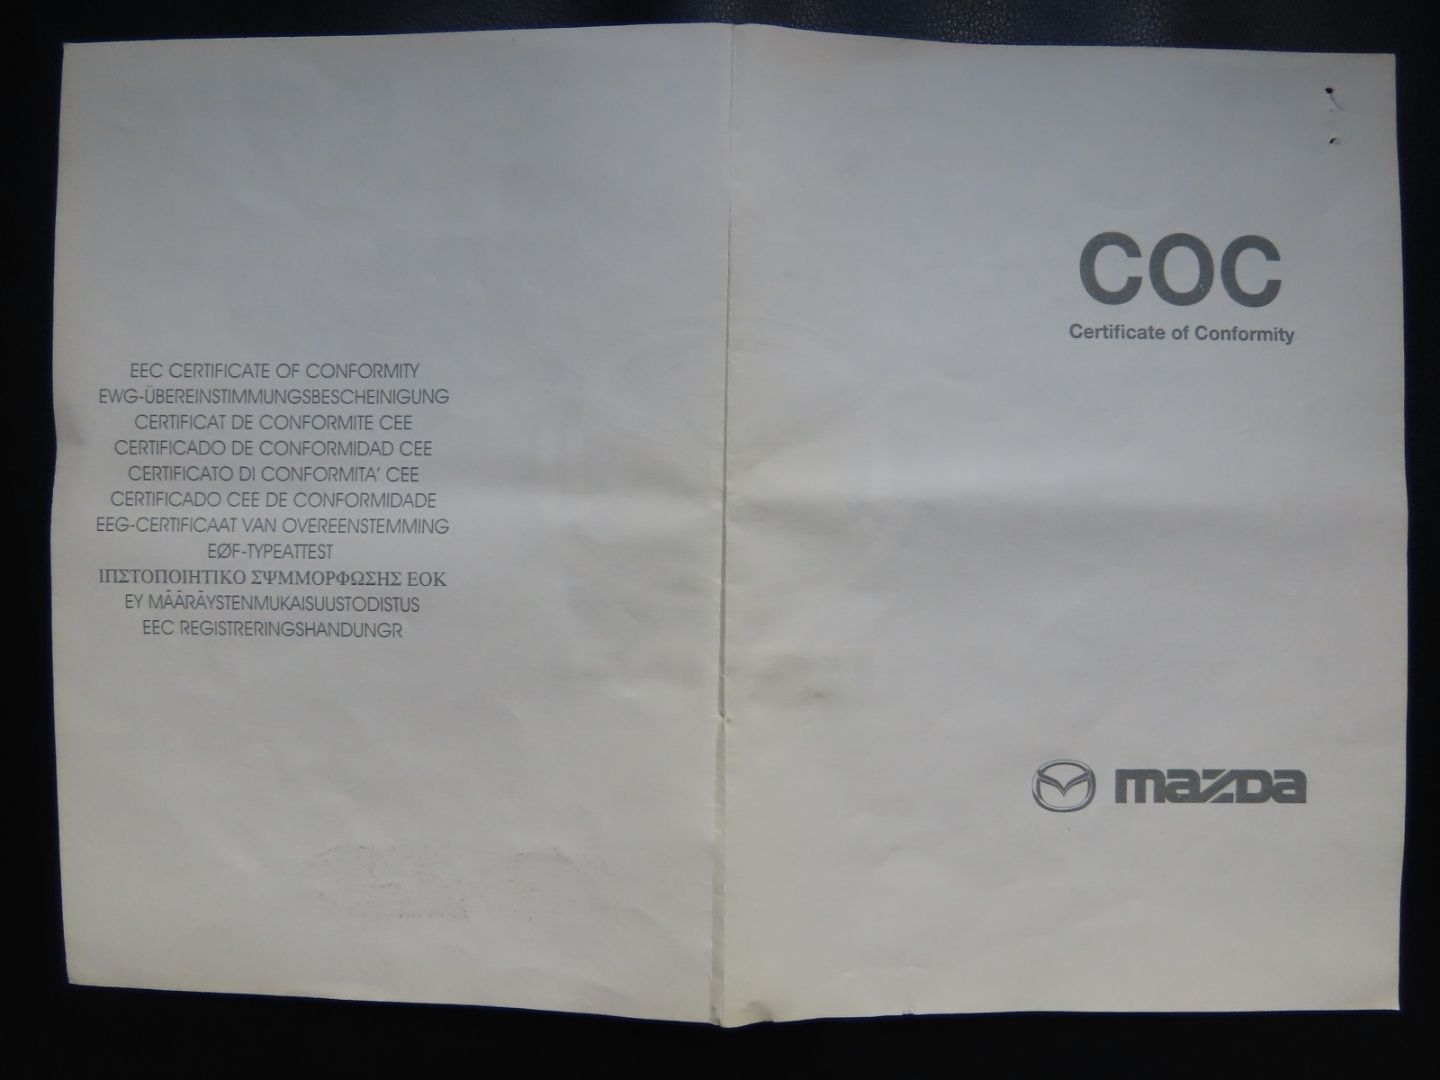 EEC CERTIFICATE OF CONFORMITY
EWG-ÜBEREINSTIMMUNGSBESCHEINIGUNG
CERTIFICAT DE CONFORMITE CEE
CERTIFICADO DE CONFORMIDAD CEE
CERTIFICATO DI CONFORMITA' CEE
CERTIFICADO CEE DE CONFORMIDADE
EEG-CERTIFICAAT VAN OVEREENSTEMMING
EØF-TYPEATTEST
ΙΠΣΤΟΠΟΙΗΤΙΚΟ ΣΨΜΜΟΡΦΩΣΗΣ ΕΟΚ
EY MÄÄRÄYSTENMUKAISUUSTODISTUS
EEC REGISTRERINGSHANDUNGR
COC
Certificate of Conformity
mazda